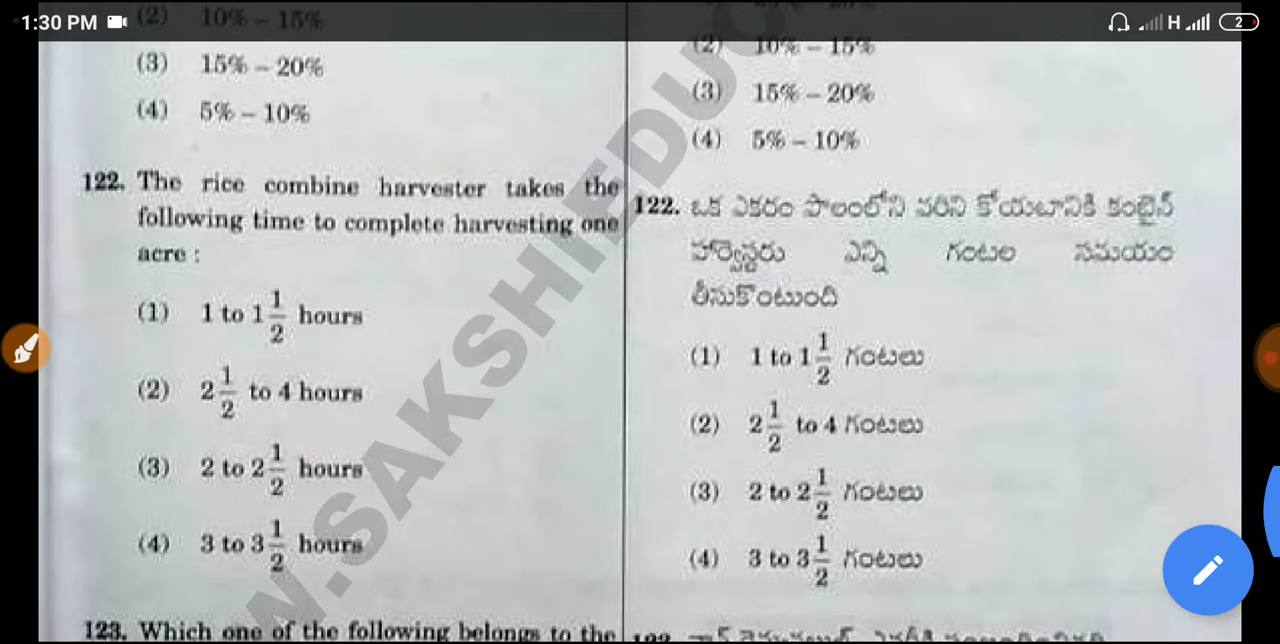 1:30 PM
H
2
(2) 10% – 15%
(3) 15% – 20%
(4) 5% – 10%
122. The rice combine harvester takes the
following time to complete harvesting one
acre :
(1) 1 to 1 1/2 hours
(2) 2 1/2 to 4 hours
(3) 2 to 2 1/2 hours
(4) 3 to 3 1/2 hours
123. Which one of the following belongs to the
(2) 10% – 15%
(3) 15% – 20%
(4) 5% – 10%
122. ఒక ఎకరం పొలంలోని వరిని కోయటానికి కంబైన్
హార్వెస్టరు ఎన్ని గంటల సమయం
తీసుకొంటుంది
(1) 1 to 1 1/2 గంటలు
(2) 2 1/2 to 4 గంటలు
(3) 2 to 2 1/2 గంటలు
(4) 3 to 3 1/2 గంటలు
W.SAKSHIEDUC